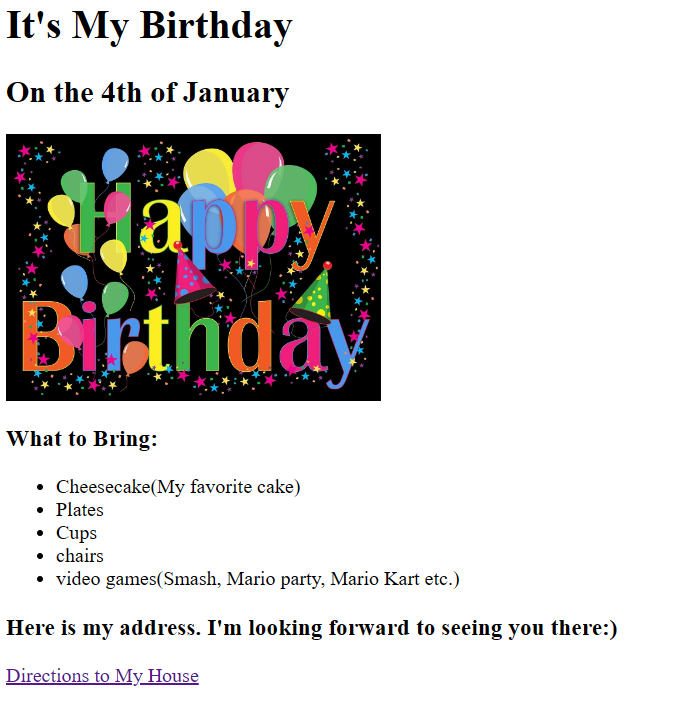 It's My Birthday
On the 4th of January
Happy
Birthday
What to Bring:
Cheesecake(My favorite cake)
Plates
Cups
chairs
video games(Smash, Mario party, Mario Kart etc.)
Here is my address. I'm looking forward to seeing you there:)
Directions to My House